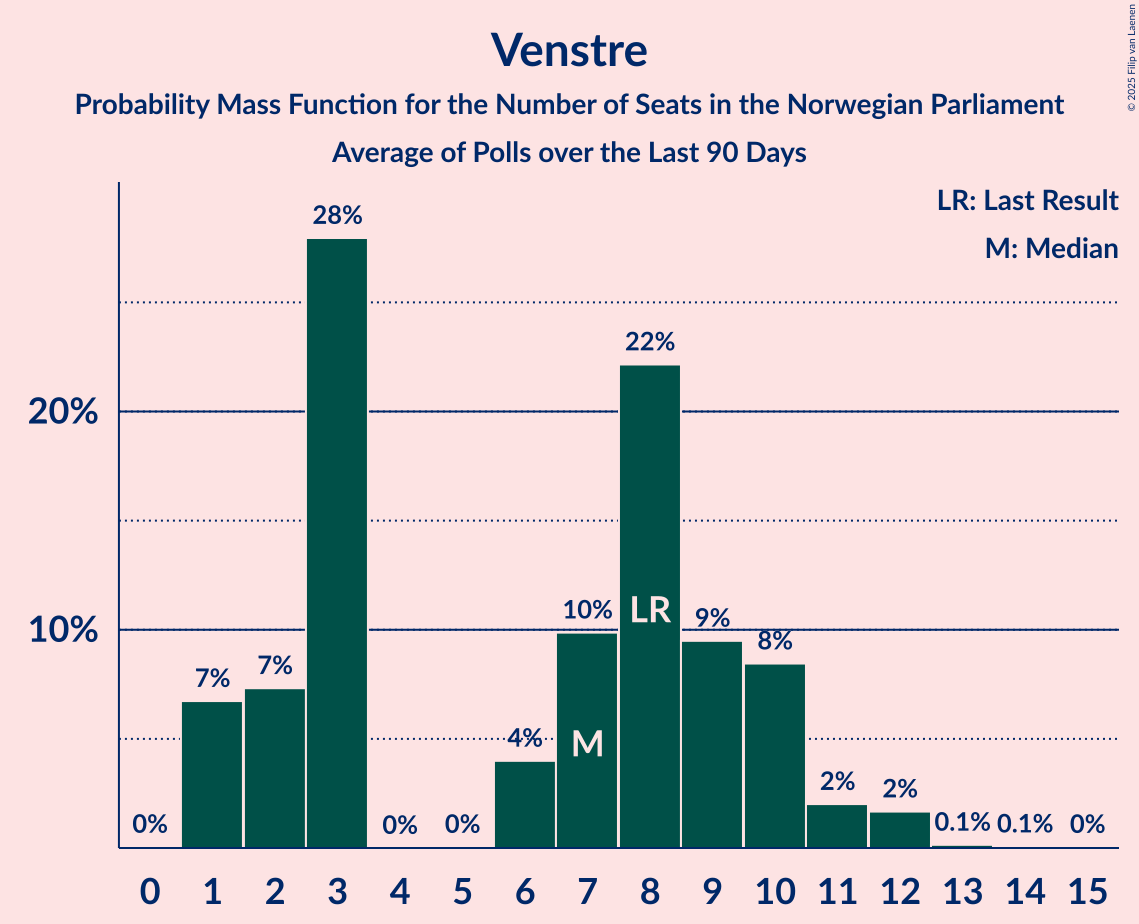 Venstre
Probability Mass Function for the Number of Seats in the Norwegian Parliament
Average of Polls over the Last 90 Days
© 2025 Filip van Laenen
LR: Last Result
M: Median
28%
22%
20%
10%
10%
LR
9%
8%
7%
7%
4%
M
2%
2%
0%
0%
0%
0.1%
0.1%
0%
0 1 2 3 4 5 6 7 8 9 10 11 12 13 14 15